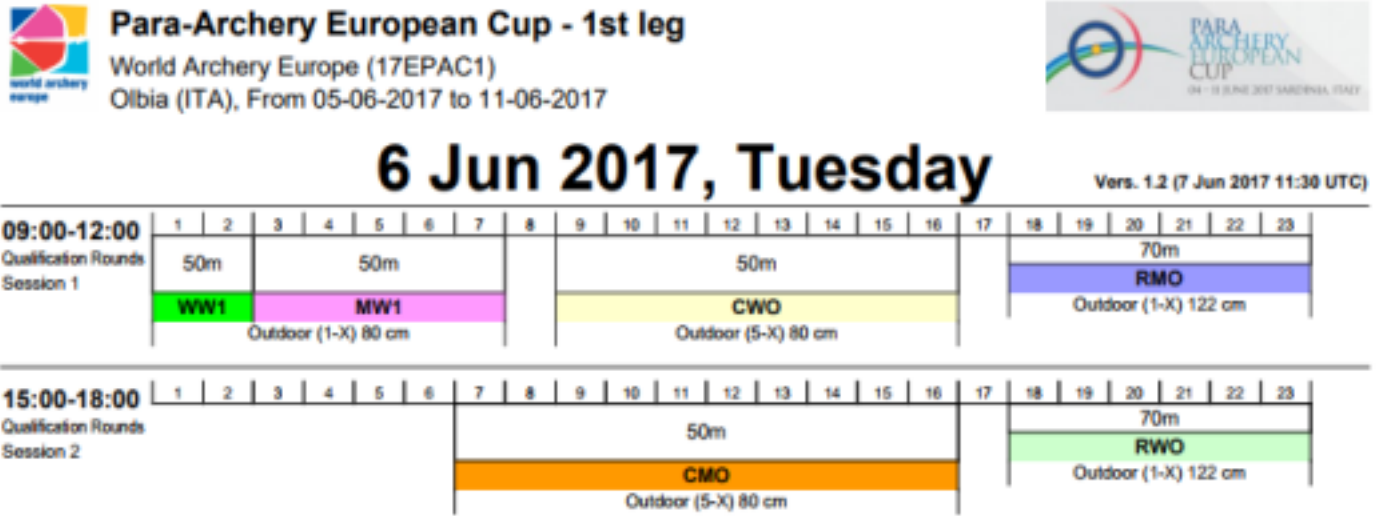 world archery
europe
Para-Archery European Cup - 1st leg
World Archery Europe (17EPAC1)
Olbia (ITA), From 05-06-2017 to 11-06-2017
PARA
ARCHERY
EUROPEAN
CUP
04 - 11 JUNE 2017 SARDINIA, ITALY
6 Jun 2017, Tuesday
Vers. 1.2 (7 Jun 2017 11:30 UTC)
09:00-12:00 1 2 3 4 5 6 7 8 9 10 11 12 13 14 15 16 17 18 19 20 21 22 23
Qualification Rounds 50m 50m 50m 70m
Session 1 RMO
WW1 MW1 CWO Outdoor (1-X) 122 cm
Outdoor (1-X) 80 cm Outdoor (5-X) 80 cm
15:00-18:00 1 2 3 4 5 6 7 8 9 10 11 12 13 14 15 16 17 18 19 20 21 22 23
Qualification Rounds 50m 70m
Session 2 RWO
CMO Outdoor (1-X) 122 cm
Outdoor (5-X) 80 cm